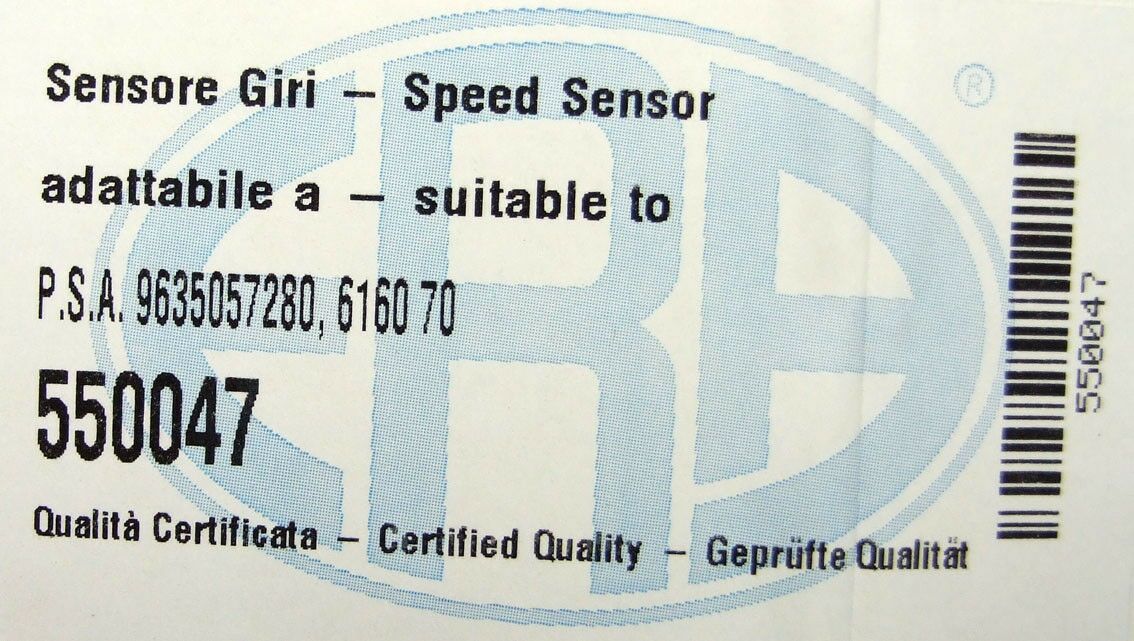 Sensore Giri – Speed Sensor
adattabile a – suitable to
P.S.A. 9635057280, 6160 70
550047
Qualità Certificata – Certified Quality – Geprüfte Qualität
ERA
®
550047